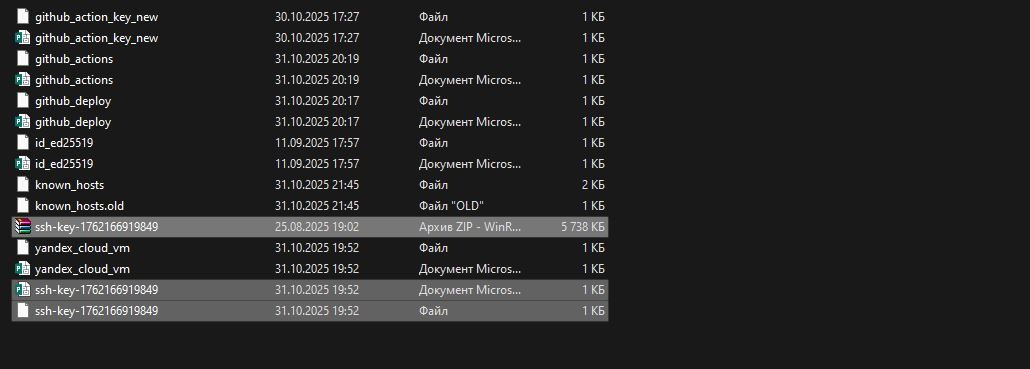 github_action_key_new 30.10.2025 17:27 Файл 1 КБ
github_action_key_new 30.10.2025 17:27 Документ Micros... 1 КБ
github_actions 31.10.2025 20:19 Файл 1 КБ
github_actions 31.10.2025 20:19 Документ Micros... 1 КБ
github_deploy 31.10.2025 20:17 Файл 1 КБ
github_deploy 31.10.2025 20:17 Документ Micros... 1 КБ
id_ed25519 11.09.2025 17:57 Файл 1 КБ
id_ed25519 11.09.2025 17:57 Документ Micros... 1 КБ
known_hosts 31.10.2025 21:45 Файл 2 КБ
known_hosts.old 31.10.2025 21:45 Файл "OLD" 1 КБ
ssh-key-1762166919849 25.08.2025 19:02 Архив ZIP - WinR... 5 738 КБ
yandex_cloud_vm 31.10.2025 19:52 Файл 1 КБ
yandex_cloud_vm 31.10.2025 19:52 Документ Micros... 1 КБ
ssh-key-1762166919849 31.10.2025 19:52 Документ Micros... 1 КБ
ssh-key-1762166919849 31.10.2025 19:52 Файл 1 КБ